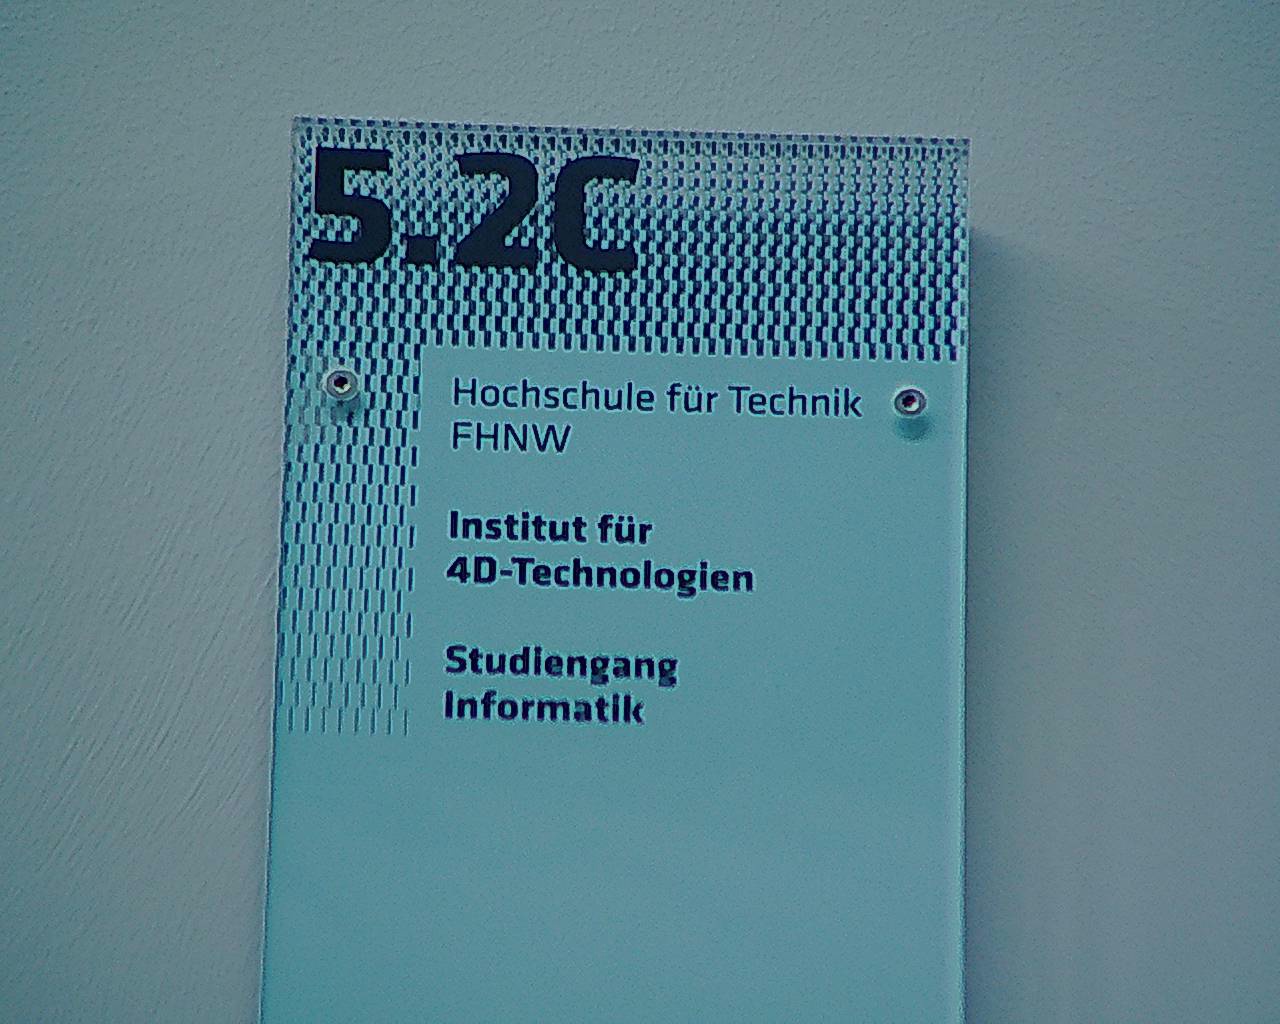 5.2C
Hochschule für Technik
FHNW
Institut für
4D-Technologien
Studiengang
Informatik